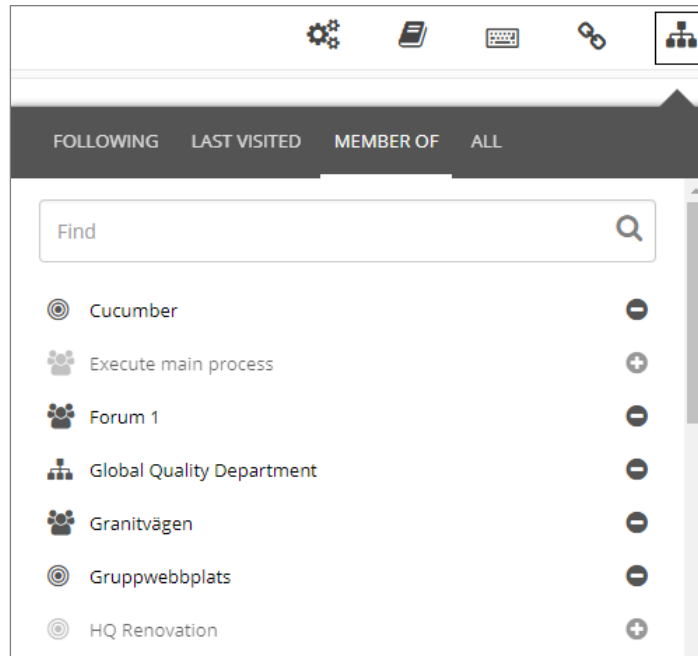 FOLLOWING LAST VISITED MEMBER OF ALL
Find
Cucumber
Execute main process
Forum 1
Global Quality Department
Granitvägen
Gruppwebbplats
HQ Renovation